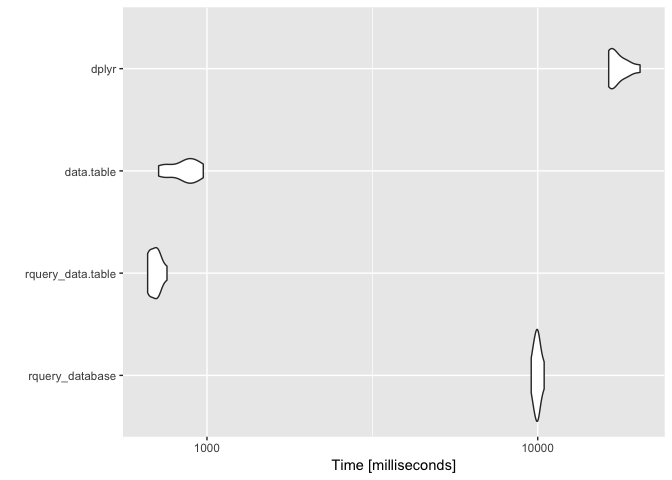 dplyr
data.table
rquery_data.table
rquery_database
1000
10000
Time [milliseconds]